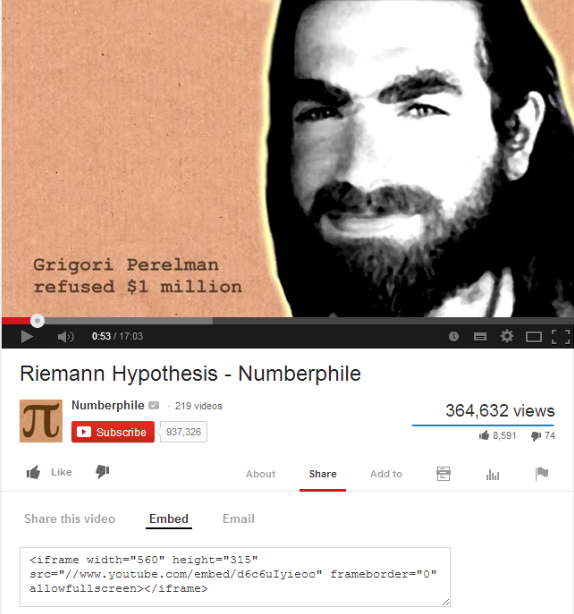 Grigori Perelman
refused $1 million
0:53 / 17:03
Riemann Hypothesis - Numberphile
Numberphile · 219 videos
Subscribe 937,326
364,632 views
8,591 74
Like About Share Add to
Share this video Embed Email
<iframe width="560" height="315"
src="//www.youtube.com/embed/d6c6uIyieoo" frameborder="0"
allowfullscreen></iframe>